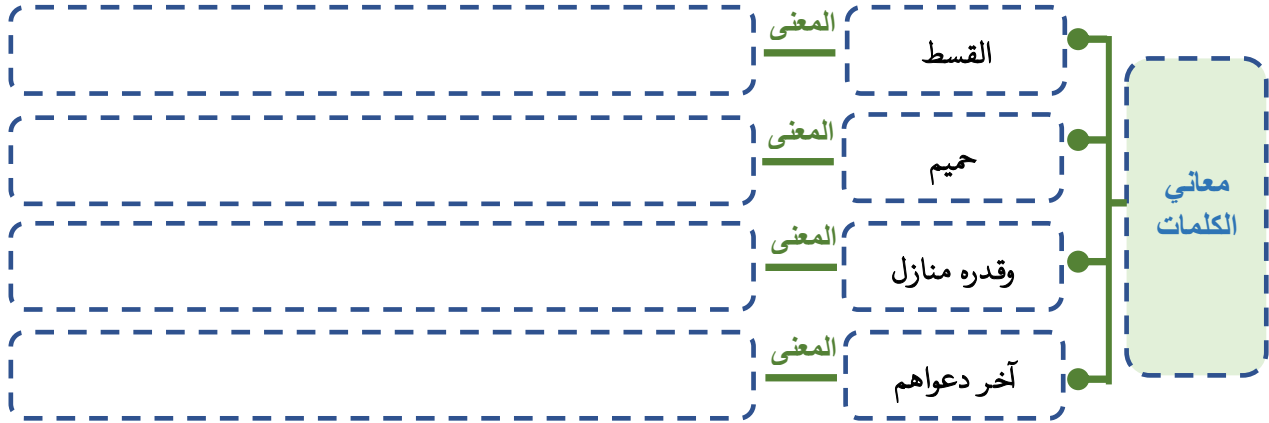 معاني
الكلمات
القسط
المعنى
حميم
المعنى
وقدره منازل
المعنى
آخر دعواهم
المعنى